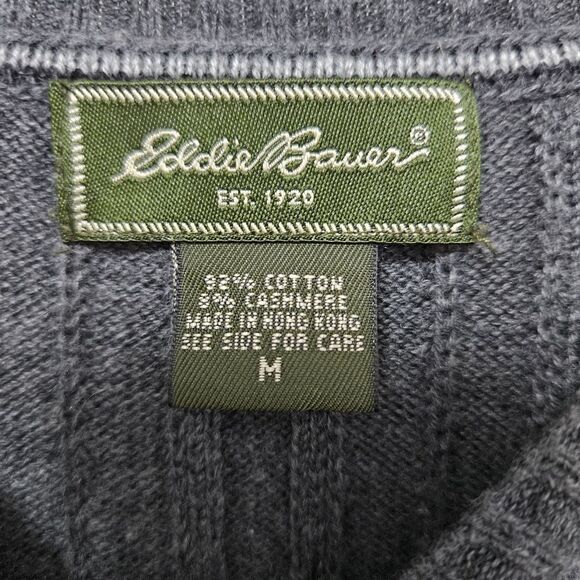 Eddie Bauer®
EST. 1920
92% COTTON
8% CASHMERE
MADE IN HONG KONG
SEE SIDE FOR CARE
M